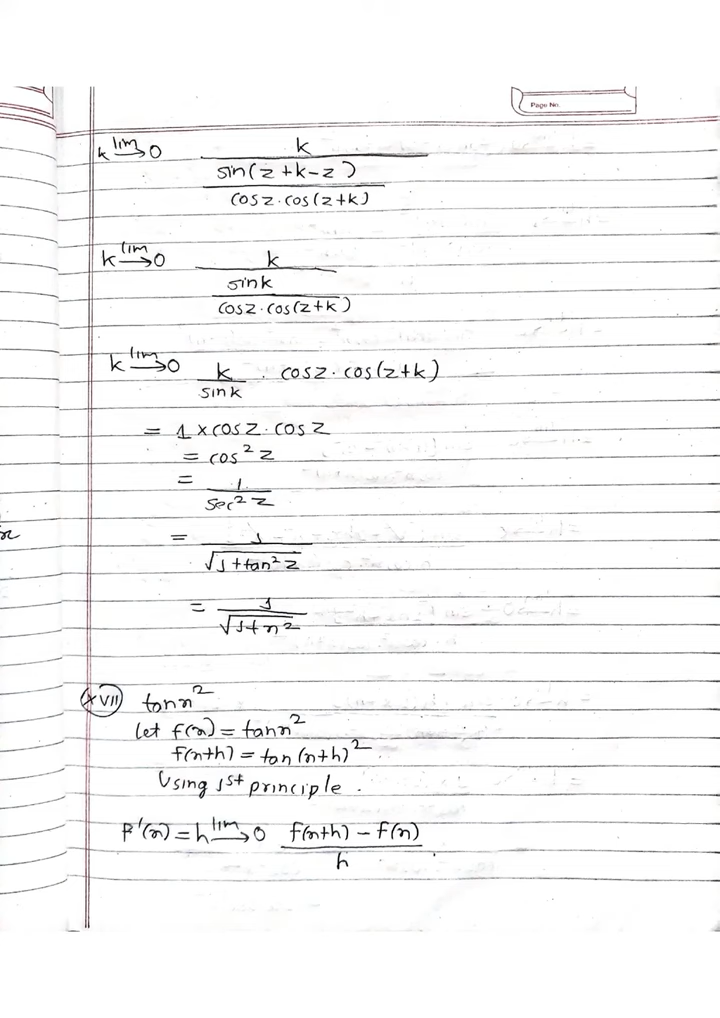 Page No.
lim k→0 k / (sin(z+k-z) / (cosz.cos(z+k)))
lim k→0 k / (sink / (cosz.cos(z+k)))
lim k→0 k/sink . cosz.cos(z+k)
= 1×cosz.cosz
= cos²z
= 1/sec²z
= 1/√1+tan²z
= 1/√1+x²
(XVII) tanx²
Let f(x) = tanx²
f(x+h) = tan(x+h)²
Using 1st principle.
F'(x) = lim h→0 (f(x+h) - f(x)) / h